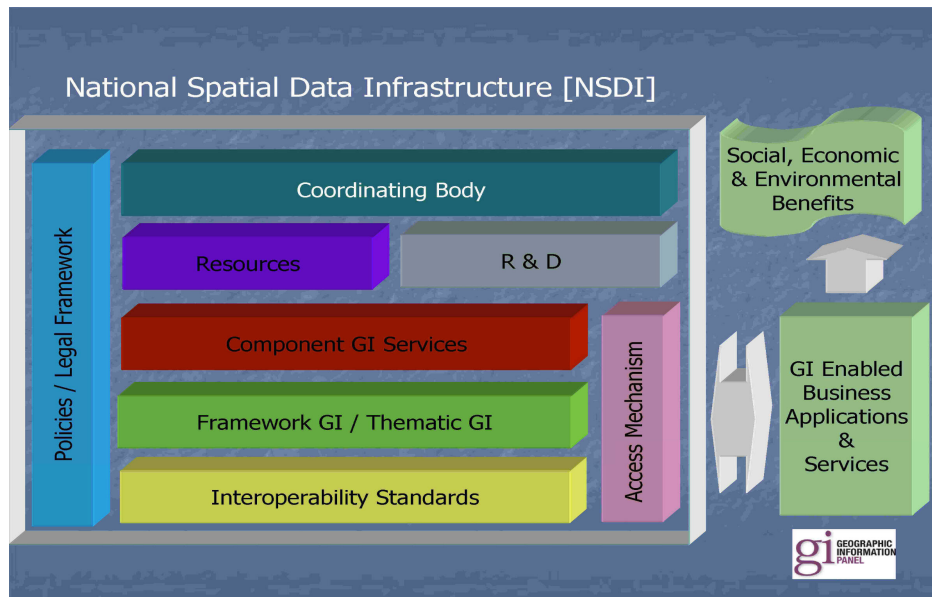 National Spatial Data Infrastructure [NSDI]
Policies / Legal Framework
Coordinating Body
Resources
R & D
Component GI Services
Framework GI / Thematic GI
Interoperability Standards
Access Mechanism
Social, Economic
& Environmental
Benefits
GI Enabled
Business
Applications
&
Services
gi GEOGRAPHIC
INFORMATION
PANEL